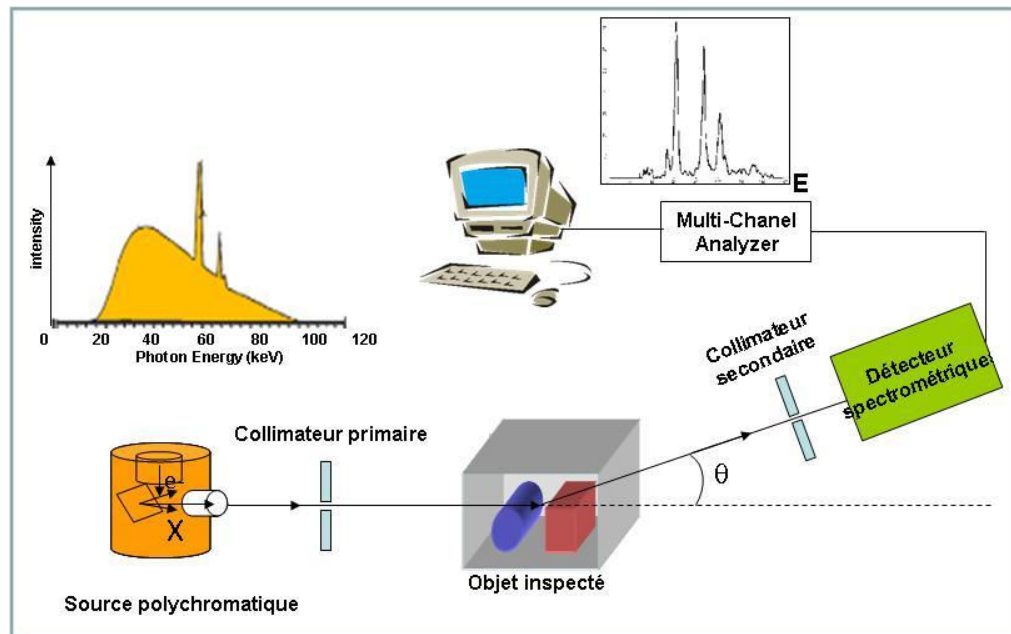 E
Multi-Chanel
Analyzer
intensity
0 20 40 60 80 100 120
Photon Energy (keV)
Collimateur
secondaire
Détecteur
spectrométrique
Collimateur primaire
e-
X
θ
Objet inspecté
Source polychromatique